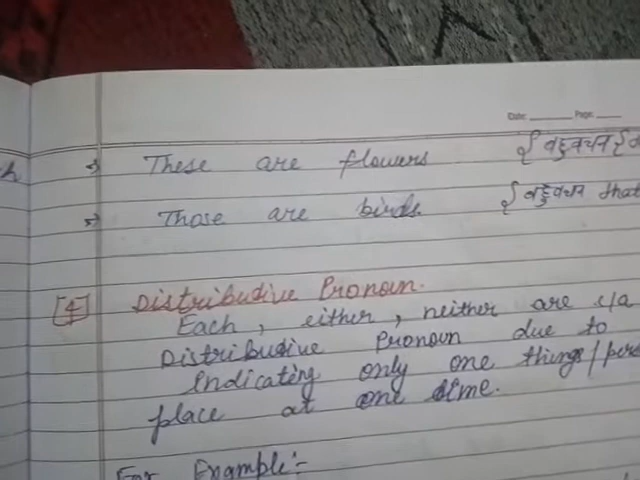 Date: Page:
→ These are flowers { बहुवचन {
→ Those are birds. { बहुवचन that
[4] Distributive Pronoun.
Each, either, neither are c/a
Distributive Pronoun due to
Indicating only one things/pers
place at one time.
For Example:-